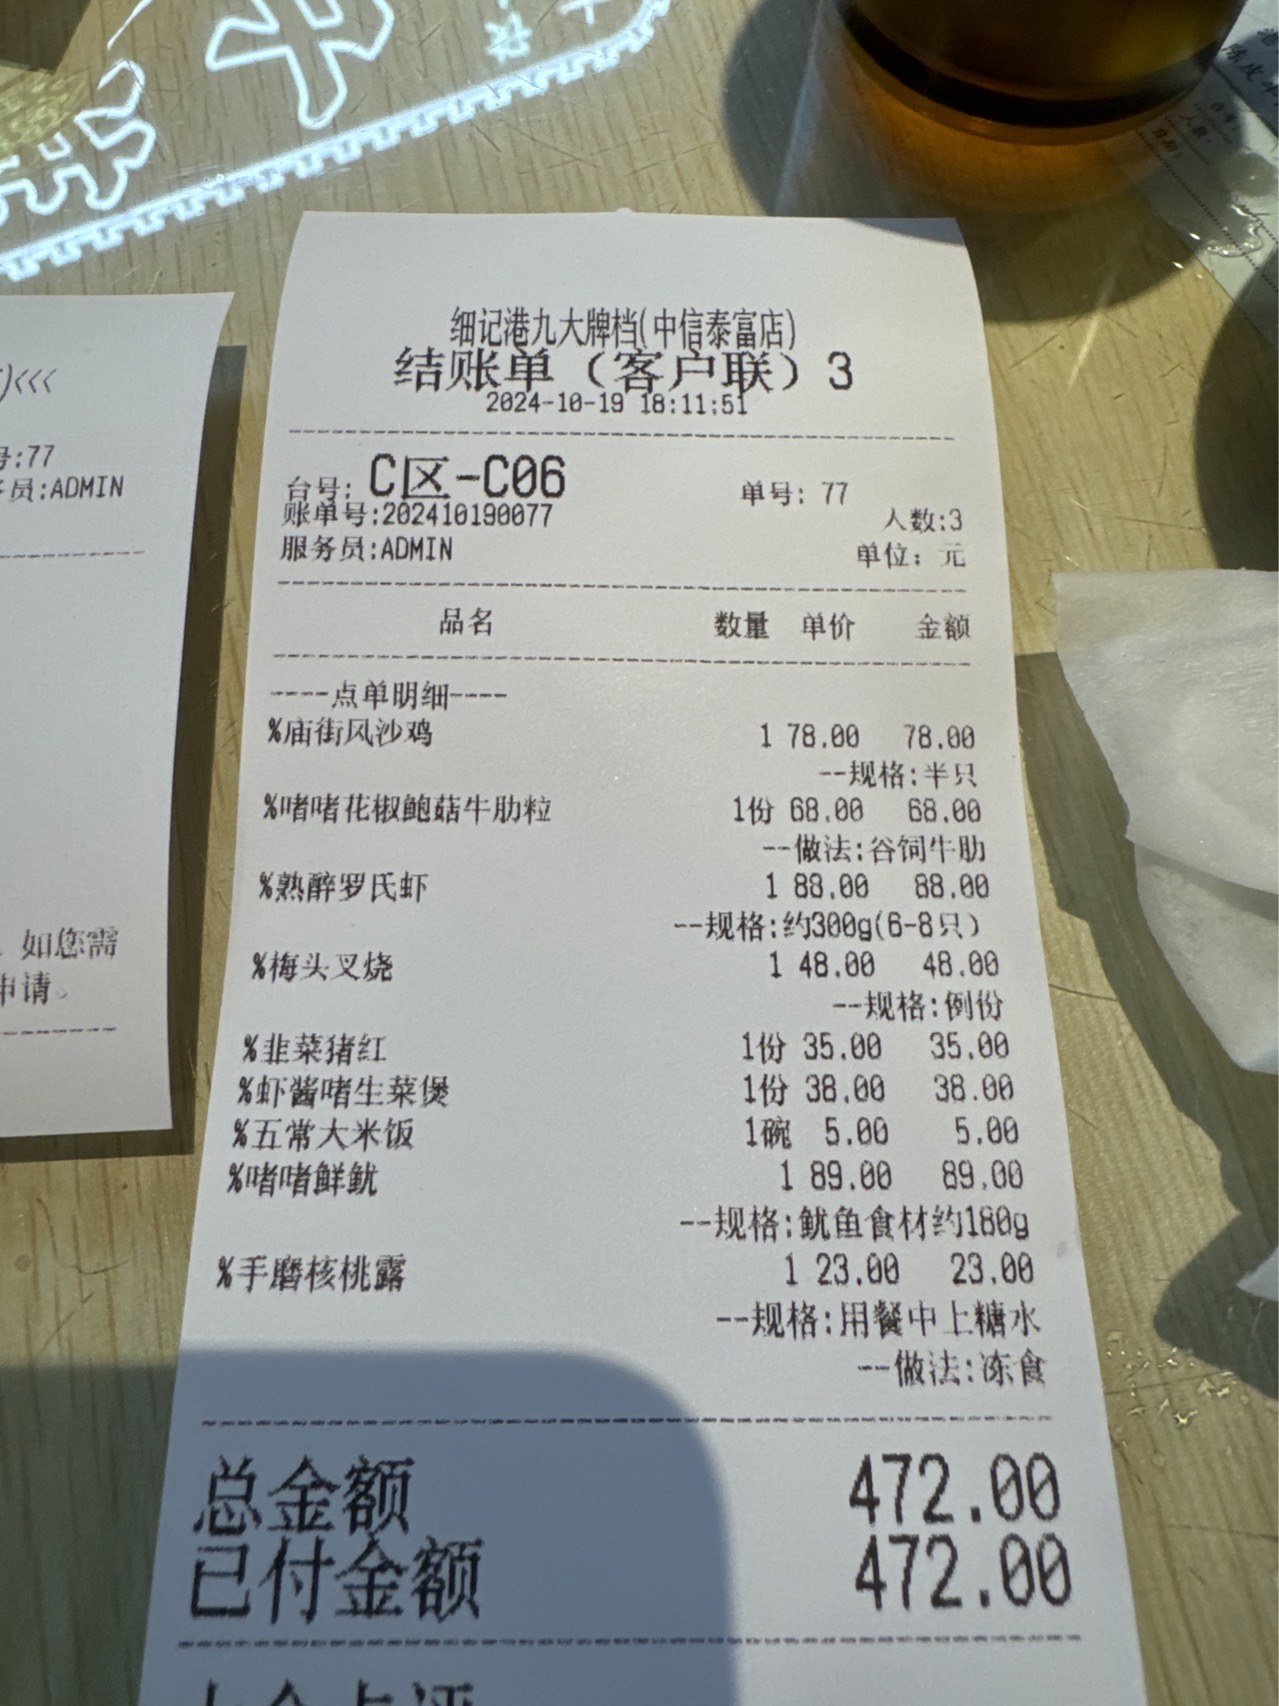 细记港九大牌档(中信泰富店)
结账单（客户联）3
2024-10-19 18:11:51
台号: C区-C06 单号: 77
账单号:202410190077 人数:3
服务员:ADMIN 单位: 元
品名 数量 单价 金额
----点单明细----
%庙街风沙鸡 1 78.00 78.00
--规格:半只
%啫啫花椒鲍菇牛肋粒 1份 68.00 68.00
--做法:谷饲牛肋
%熟醉罗氏虾 1 88.00 88.00
--规格:约300g(6-8只)
%梅头叉烧 1 48.00 48.00
--规格:例份
%韭菜猪红 1份 35.00 35.00
%虾酱啫生菜煲 1份 38.00 38.00
%五常大米饭 1碗 5.00 5.00
%啫啫鲜鱿 1 89.00 89.00
--规格:鱿鱼食材约180g
%手磨核桃露 1 23.00 23.00
--规格:用餐中上糖水
--做法:冻食
总金额 472.00
已付金额 472.00
)<<<
号:77
员:ADMIN
如您需
申请。